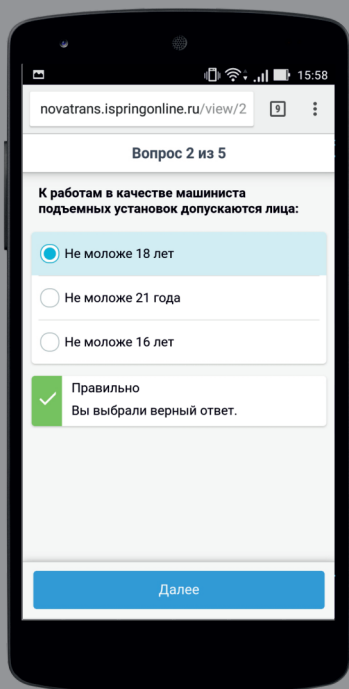 15:58
novatrans.ispringonline.ru/view/2
9
Вопрос 2 из 5
К работам в качестве машиниста
подъемных установок допускаются лица:
Не моложе 18 лет
Не моложе 21 года
Не моложе 16 лет
Правильно
Вы выбрали верный ответ.
Далее